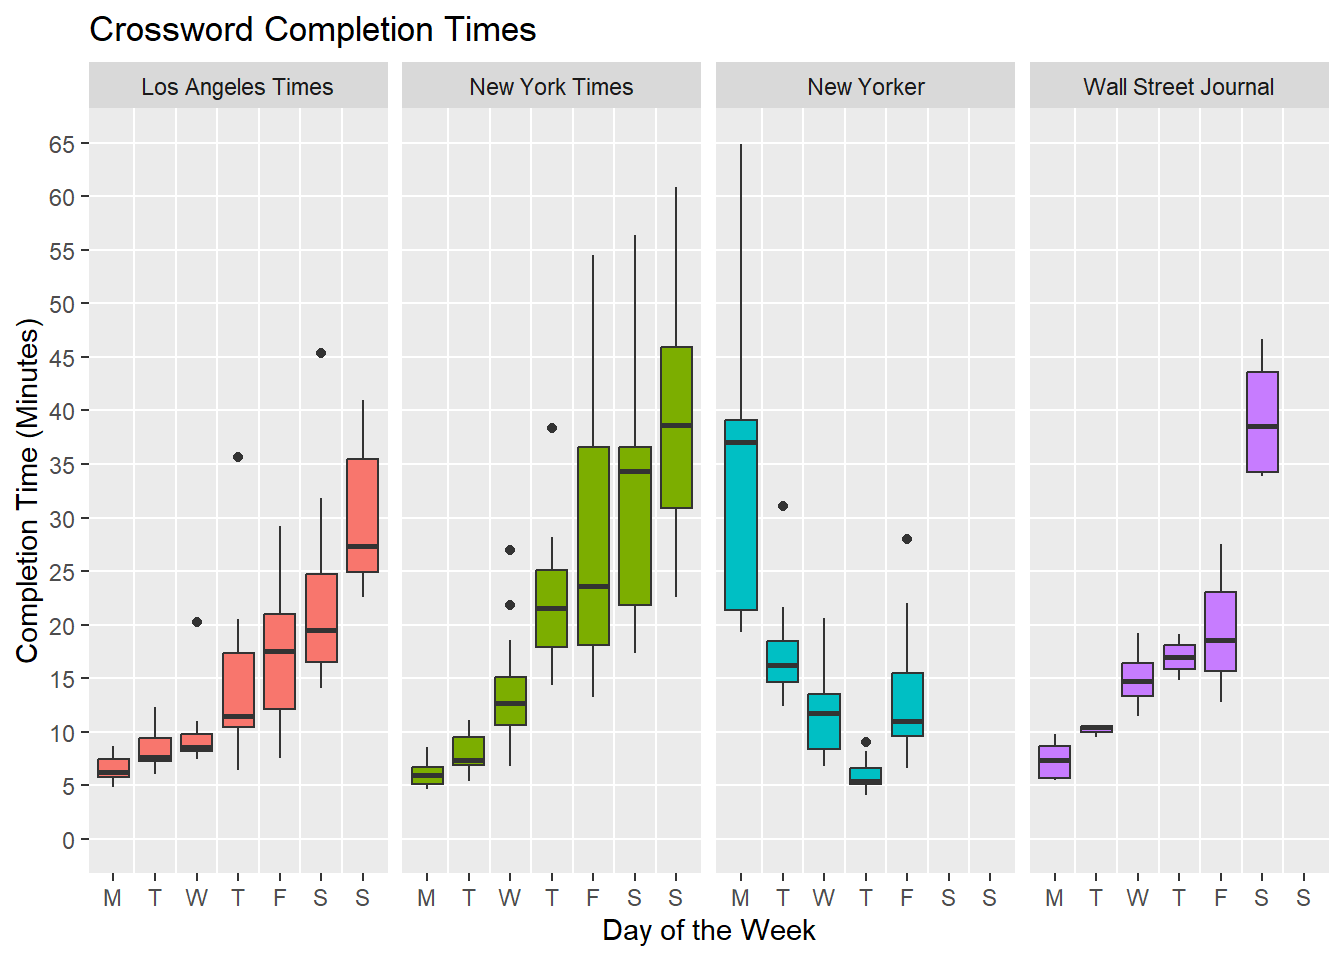 Crossword Completion Times
Los Angeles Times New York Times New Yorker Wall Street Journal
Completion Time (Minutes)
65
60
55
50
45
40
35
30
25
20
15
10
5
0
M T W T F S S M T W T F S S M T W T F S S M T W T F S S
Day of the Week